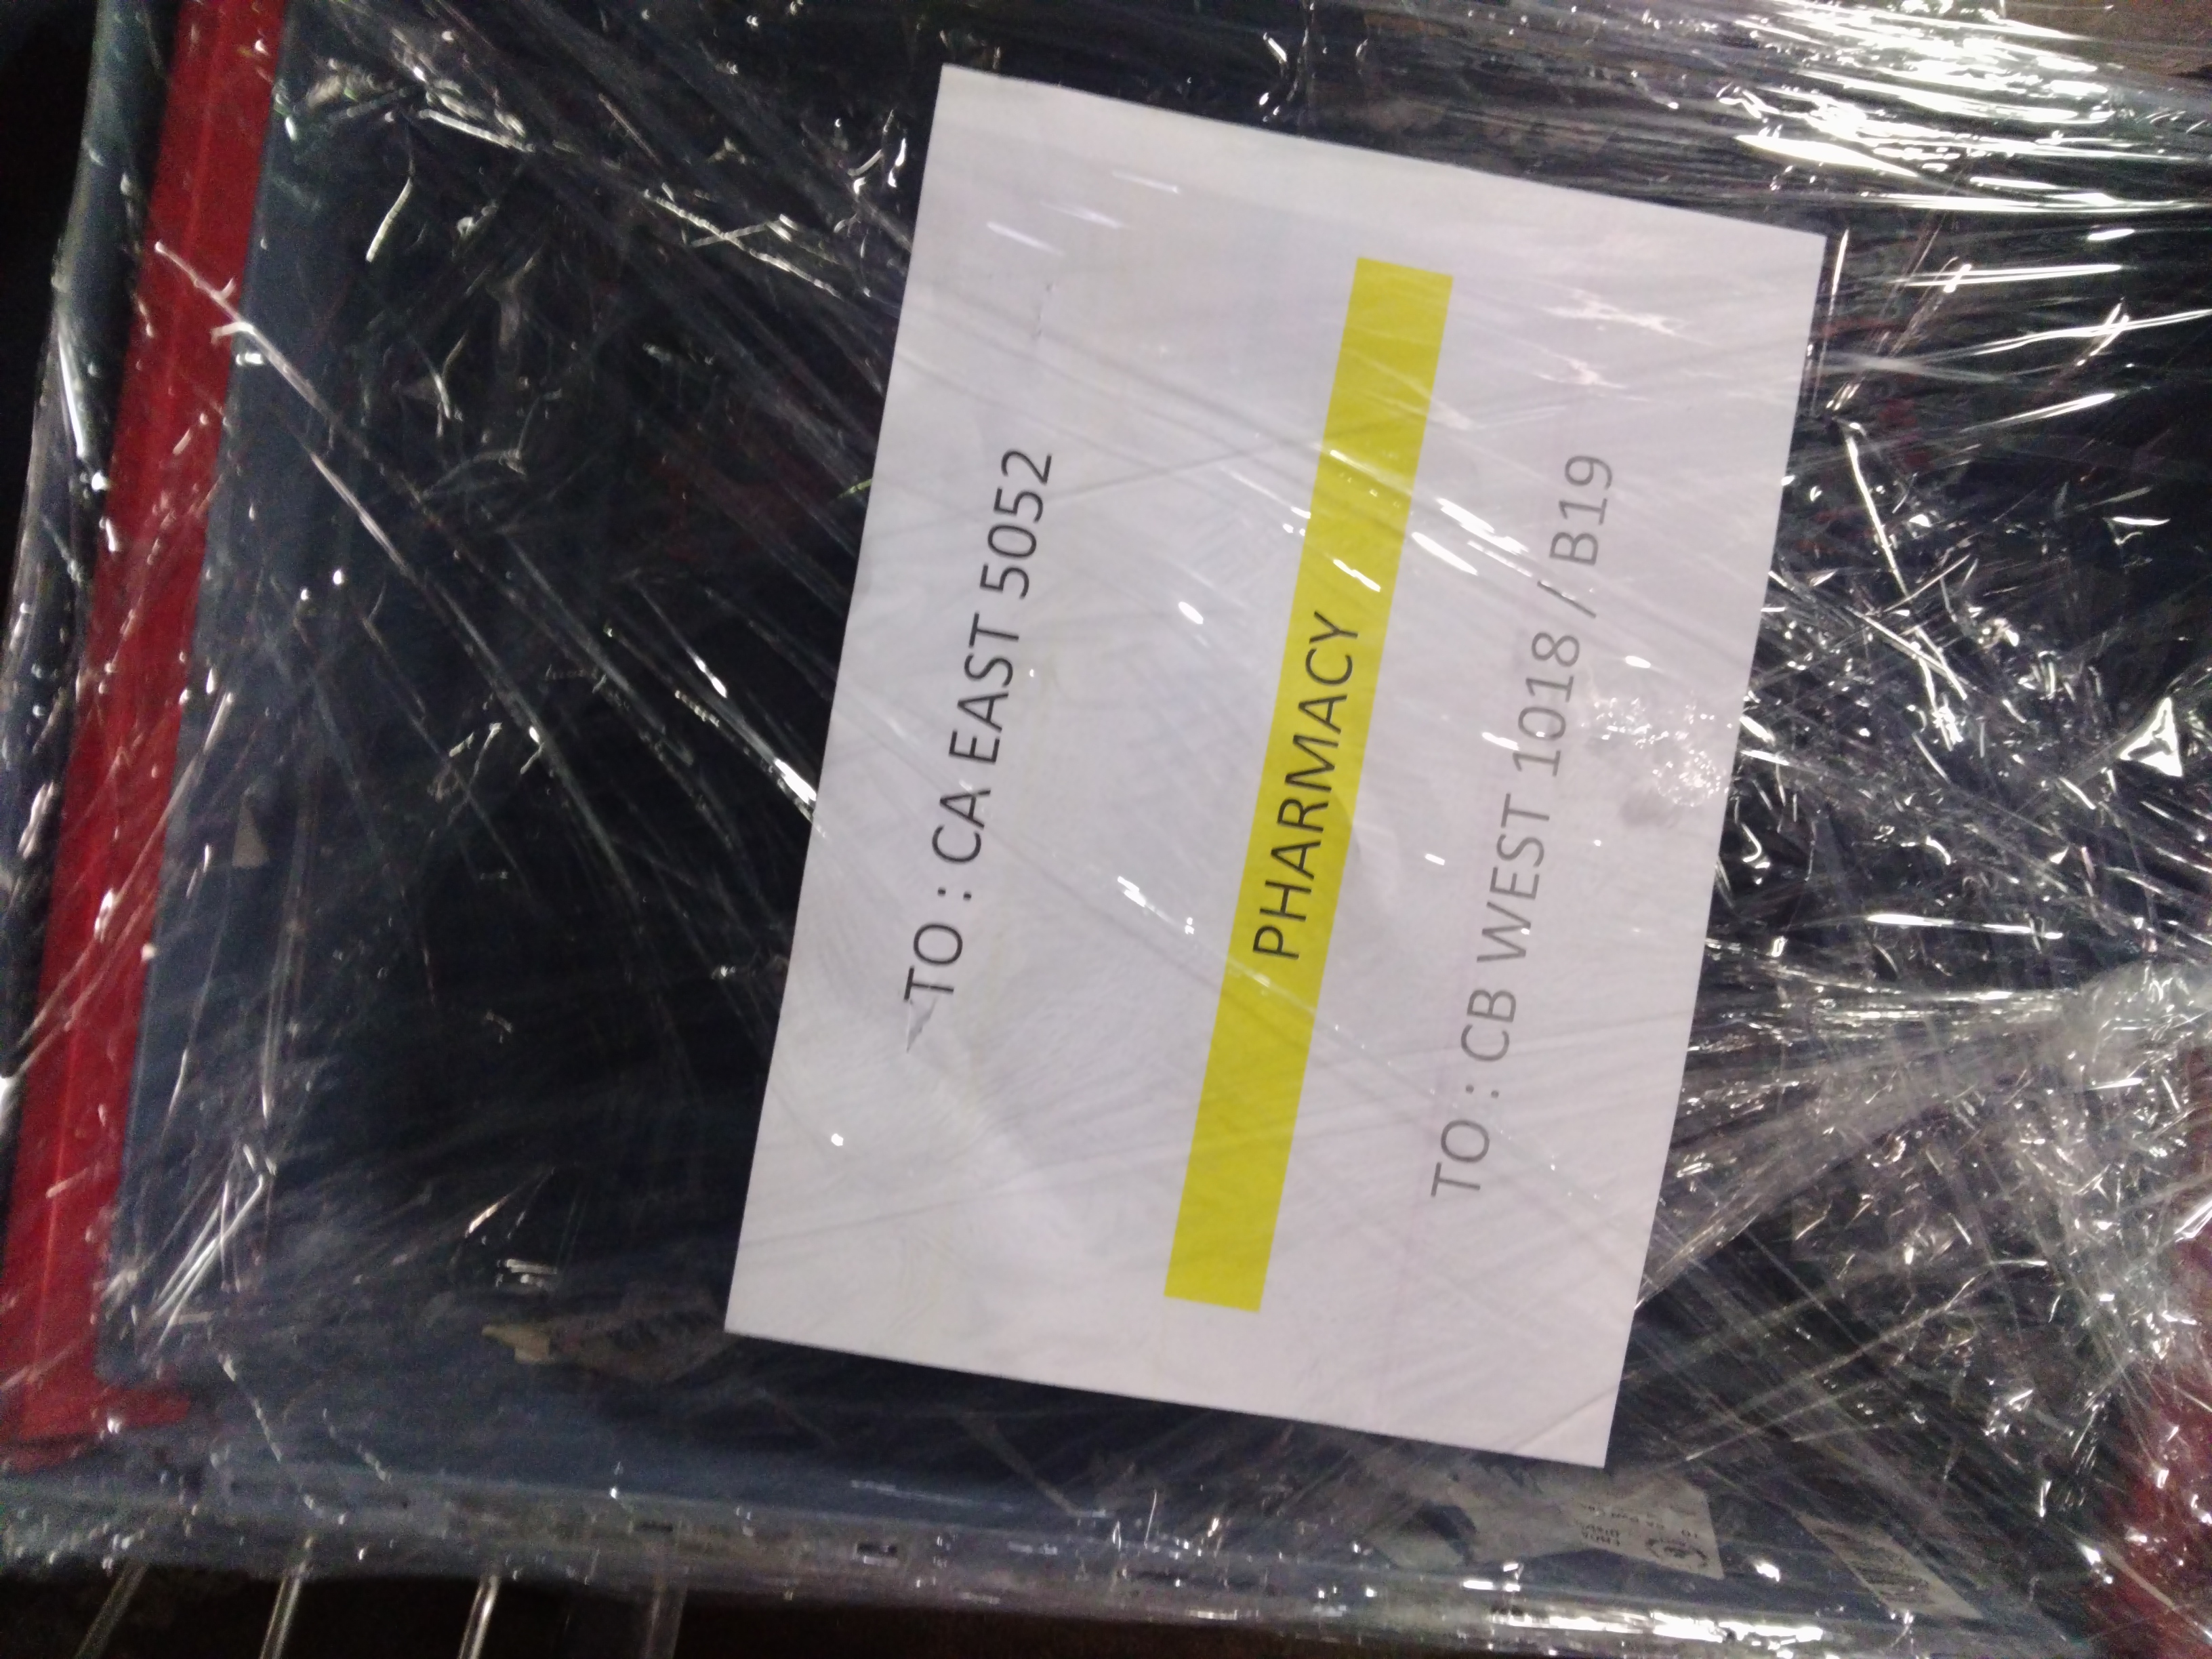 TO : CA EAST 5052
PHARMACY
TO : CB WEST 1018 / B19